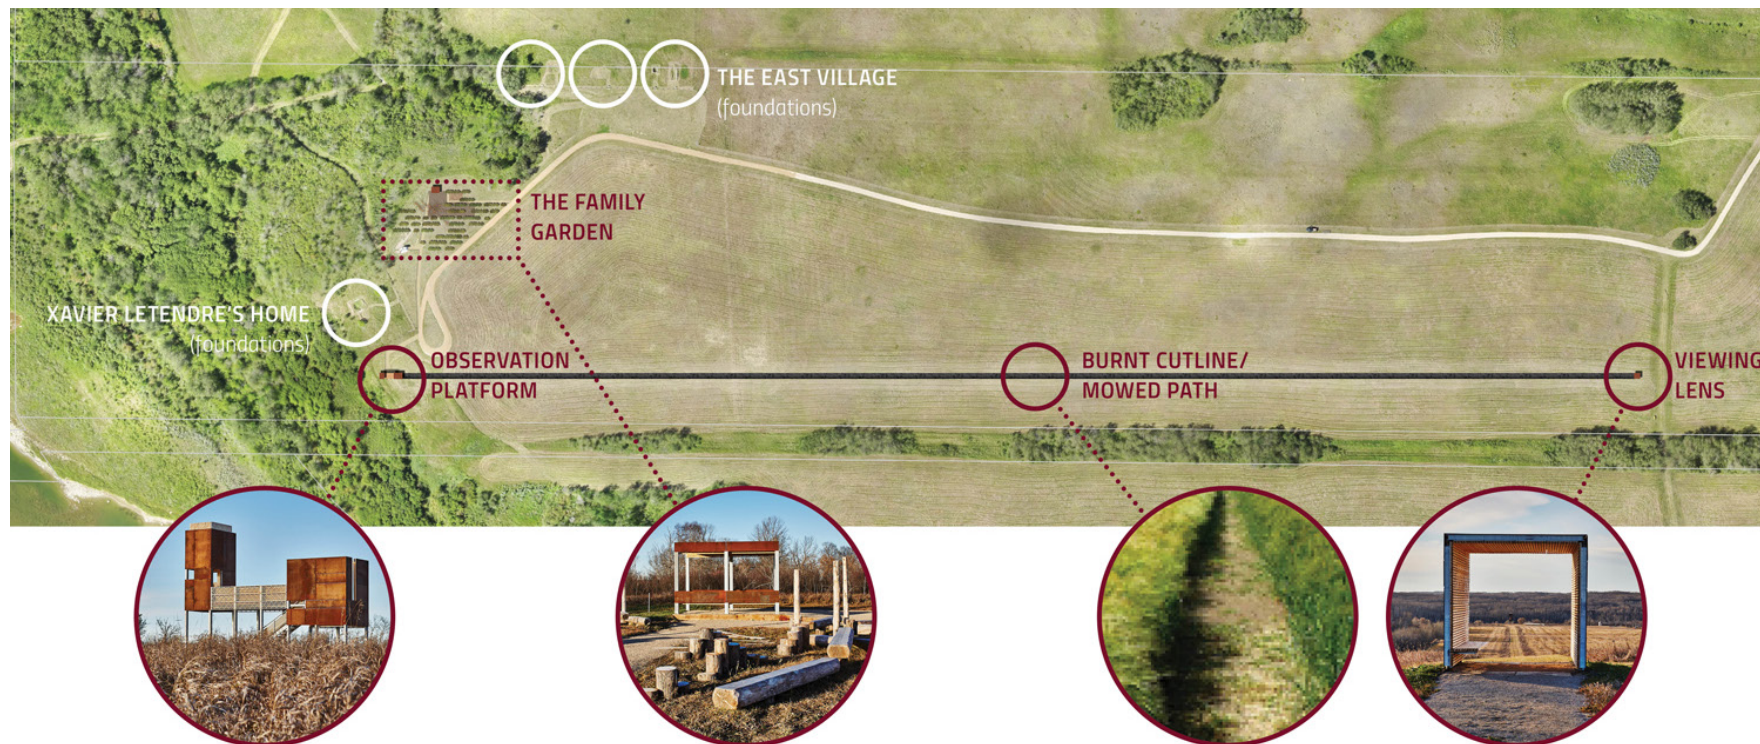 THE EAST VILLAGE
(foundations)
THE FAMILY
GARDEN
XAVIER LETENDRE'S HOME
(foundations)
OBSERVATION
PLATFORM
BURNT CUTLINE/
MOWED PATH
VIEWING
LENS